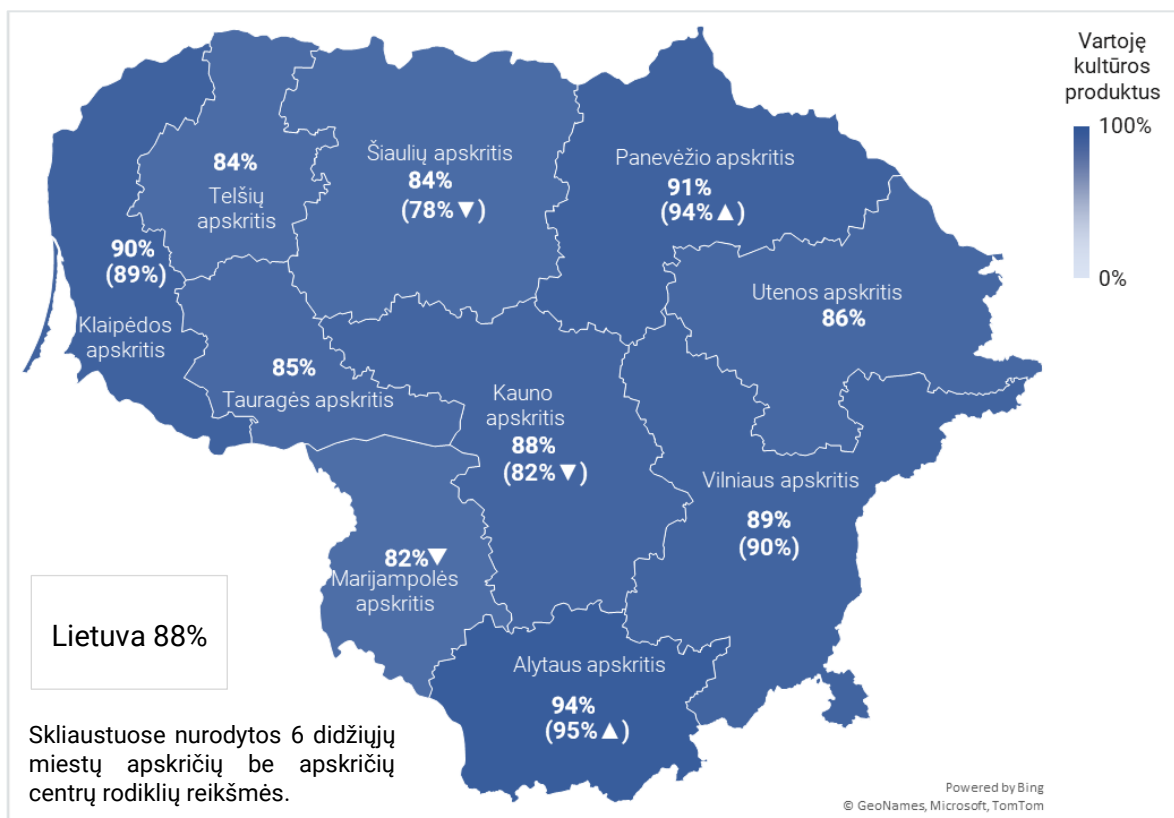 Vartoję
kultūros
produktus
100%
0%
84%
Telšių
apskritis
Šiaulių apskritis
84%
(78%▼)
Panevėžio apskritis
91%
(94%▲)
90%
(89%)
Klaipėdos
apskritis
Utenos apskritis
86%
85%
Tauragės apskritis
Kauno
apskritis
88%
(82%▼)
Vilniaus apskritis
89%
(90%)
82%▼
Marijampolės
apskritis
Alytaus apskritis
94%
(95%▲)
Lietuva 88%
Skliaustuose nurodytos 6 didžiųjų
miestų apskričių be apskričių
centrų rodiklių reikšmės.
Powered by Bing
© GeoNames, Microsoft, TomTom